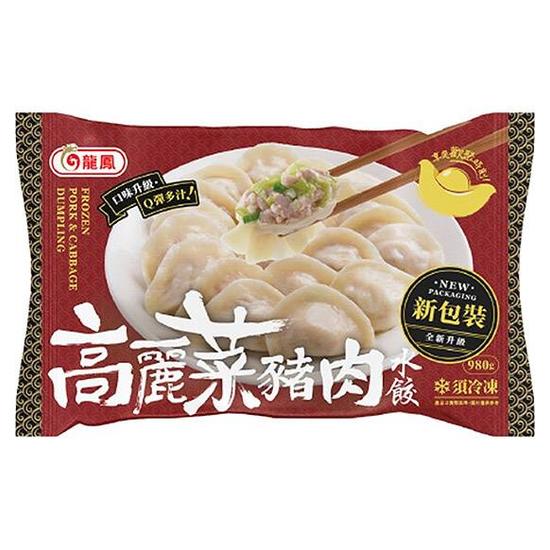 龍鳳
FROZEN
PORK & CABBAGE
DUMPLING
口味升級・
Q彈多汁!
NEW
PACKAGING
新包裝
全新升級
高麗菜豬肉水餃
980g
須冷凍